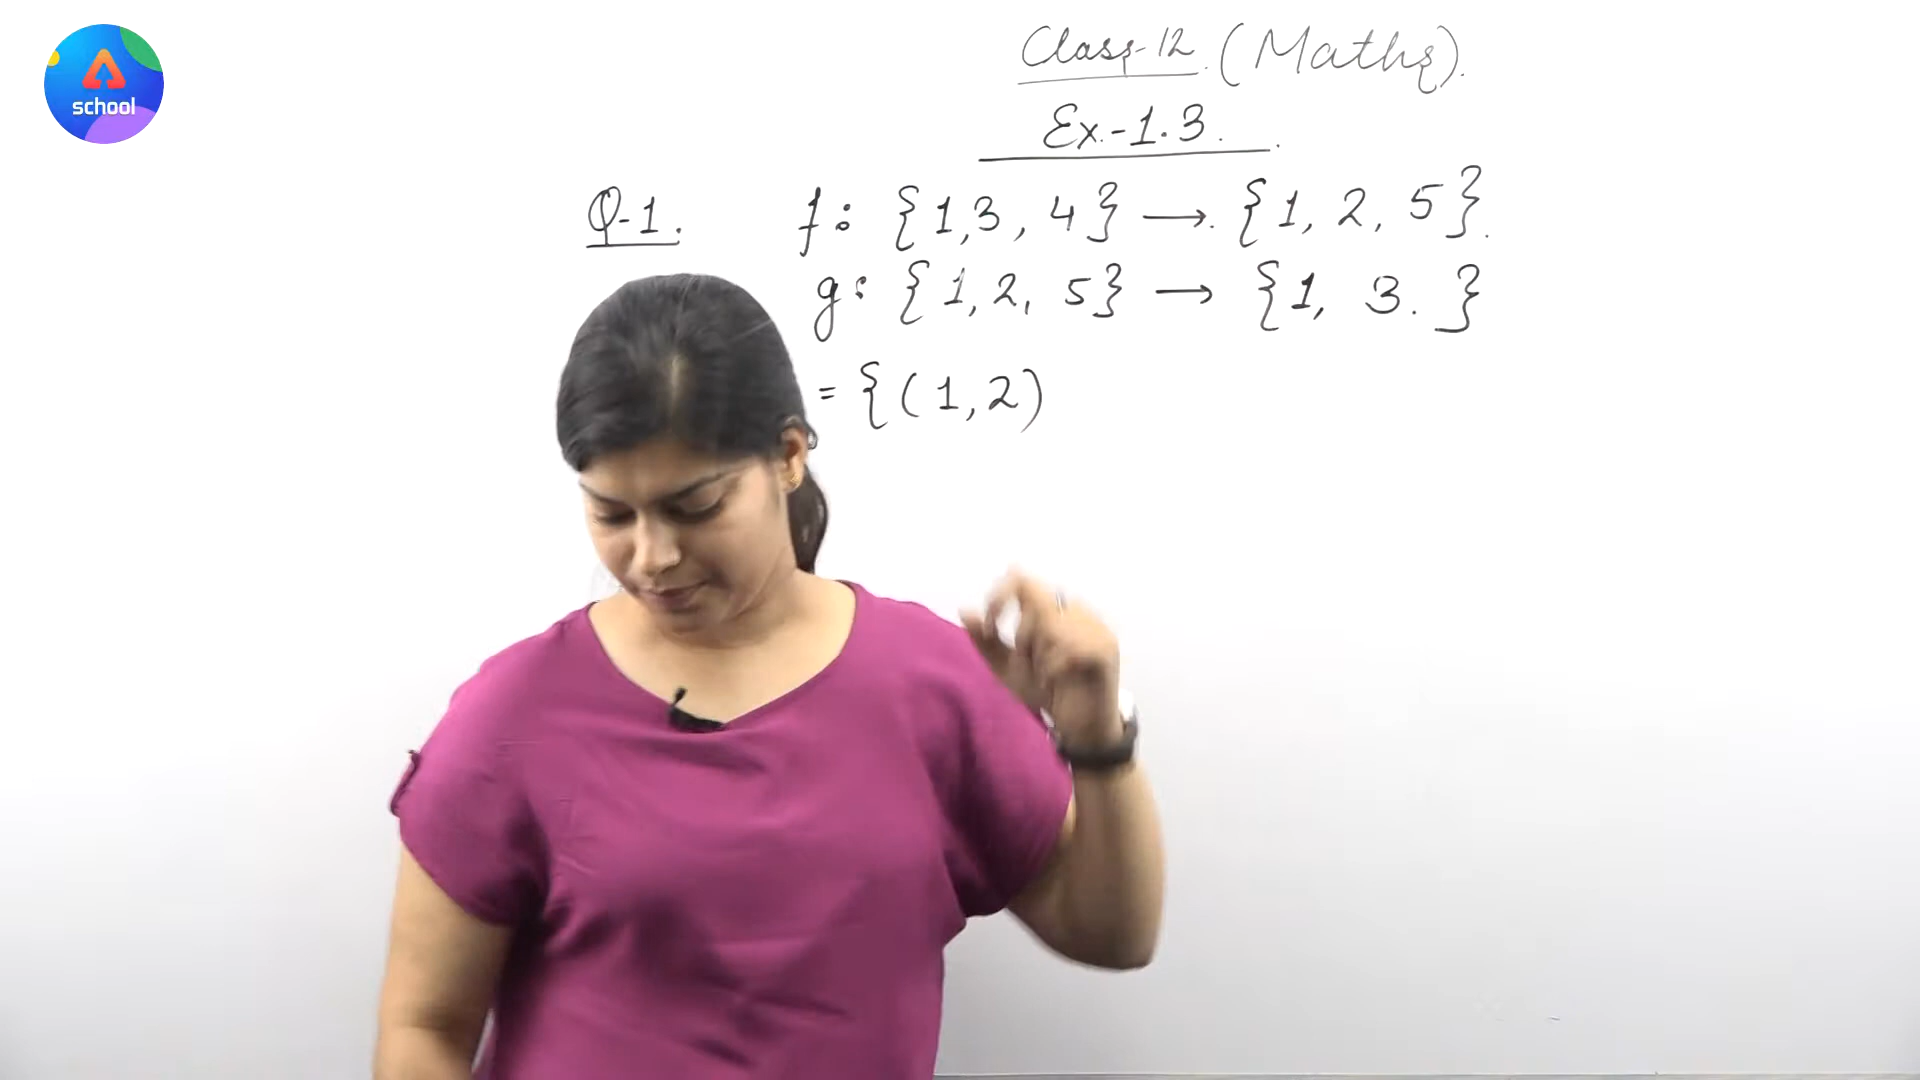 school
Class-12 (Maths).
Ex.-1.3.
Q-1. f: {1,3, 4} → {1, 2, 5}.
g: {1,2, 5} → {1, 3. }
= {(1,2)